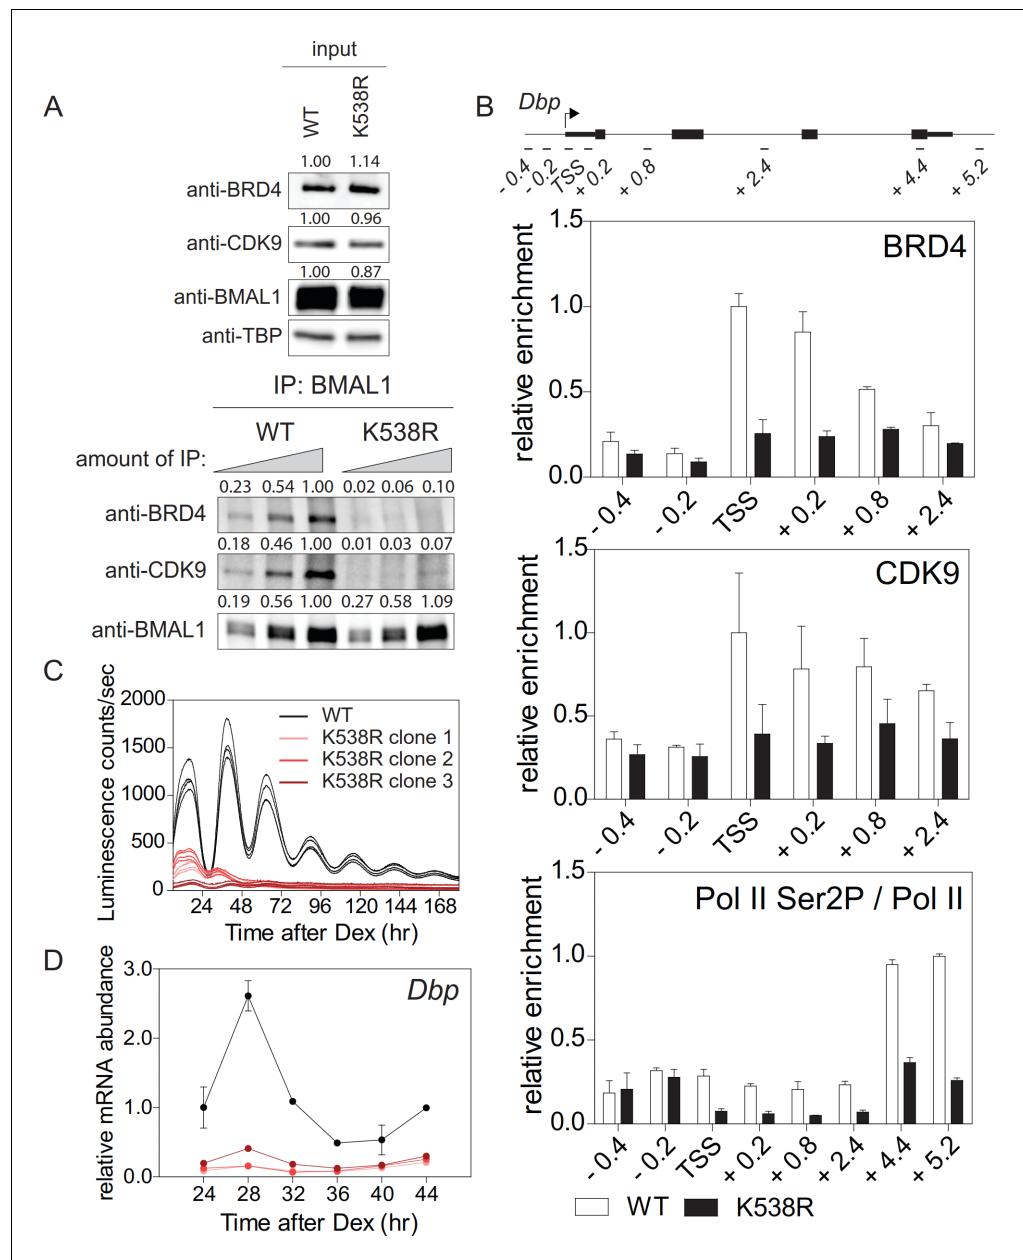 A
input
WT
K538R
1.00 1.14
anti-BRD4
1.00 0.96
anti-CDK9
1.00 0.87
anti-BMAL1
anti-TBP
IP: BMAL1
WT K538R
amount of IP:
0.23 0.54 1.00 0.02 0.06 0.10
anti-BRD4
0.18 0.46 1.00 0.01 0.03 0.07
anti-CDK9
0.19 0.56 1.00 0.27 0.58 1.09
anti-BMAL1
B
Dbp
- 0.4 - 0.2 TSS + 0.2 + 0.8 + 2.4 + 4.4 + 5.2
BRD4
relative enrichment
1.5
1.0
0.5
0.0
- 0.4 - 0.2 TSS + 0.2 + 0.8 + 2.4
CDK9
relative enrichment
1.5
1.0
0.5
0.0
- 0.4 - 0.2 TSS + 0.2 + 0.8 + 2.4
Pol II Ser2P / Pol II
relative enrichment
1.5
1.0
0.5
0.0
- 0.4 - 0.2 TSS + 0.2 + 0.8 + 2.4 + 4.4 + 5.2
WT K538R
C
Luminescence counts/sec
2000
1500
1000
500
0
WT
K538R clone 1
K538R clone 2
K538R clone 3
24 48 72 96 120 144 168
Time after Dex (hr)
D
relative mRNA abundance
3.0
2.0
1.0
0.0
Dbp
24 28 32 36 40 44
Time after Dex (hr)